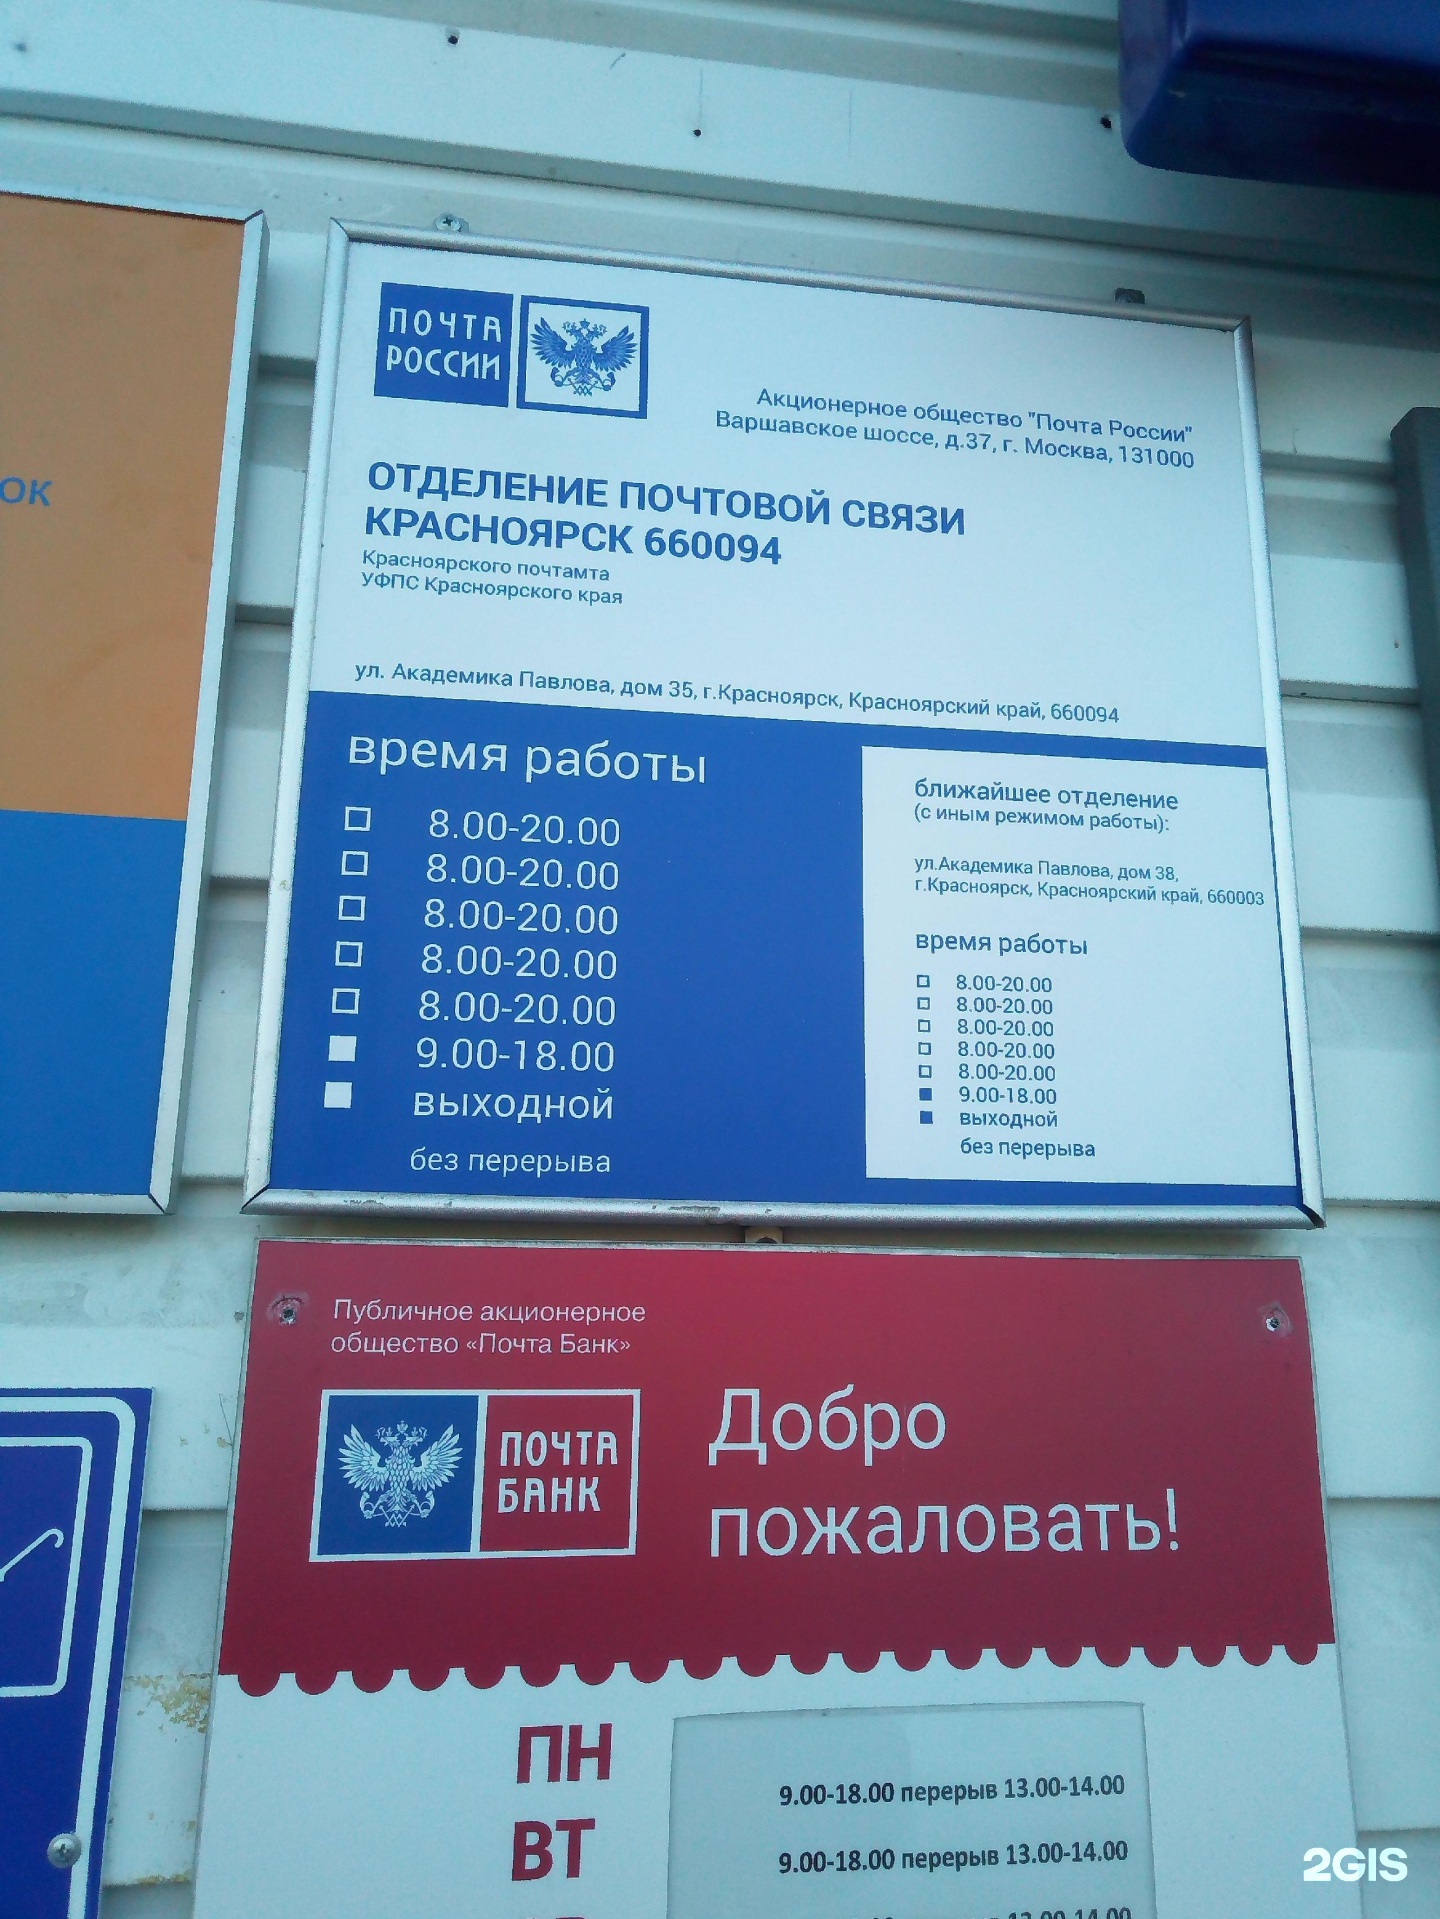 ОК
ПОЧТА
РОССИИ
Акционерное общество "Почта России"
Варшавское шоссе, д.37, г. Москва, 131000
ОТДЕЛЕНИЕ ПОЧТОВОЙ СВЯЗИ
КРАСНОЯРСК 660094
Красноярского почтамта
УФПС Красноярского края
ул. Академика Павлова, дом 35, г.Красноярск, Красноярский край, 660094
время работы
8.00-20.00
8.00-20.00
8.00-20.00
8.00-20.00
8.00-20.00
9.00-18.00
выходной
без перерыва
ближайшее отделение
(с иным режимом работы):
ул.Академика Павлова, дом 38,
г.Красноярск, Красноярский край, 660003
время работы
8.00-20.00
8.00-20.00
8.00-20.00
8.00-20.00
8.00-20.00
9.00-18.00
выходной
без перерыва
Публичное акционерное
общество «Почта Банк»
ПОЧТА
БАНК
Добро
пожаловать!
ПН
9.00-18.00 перерыв 13.00-14.00
ВТ
9.00-18.00 перерыв 13.00-14.00
2GIS